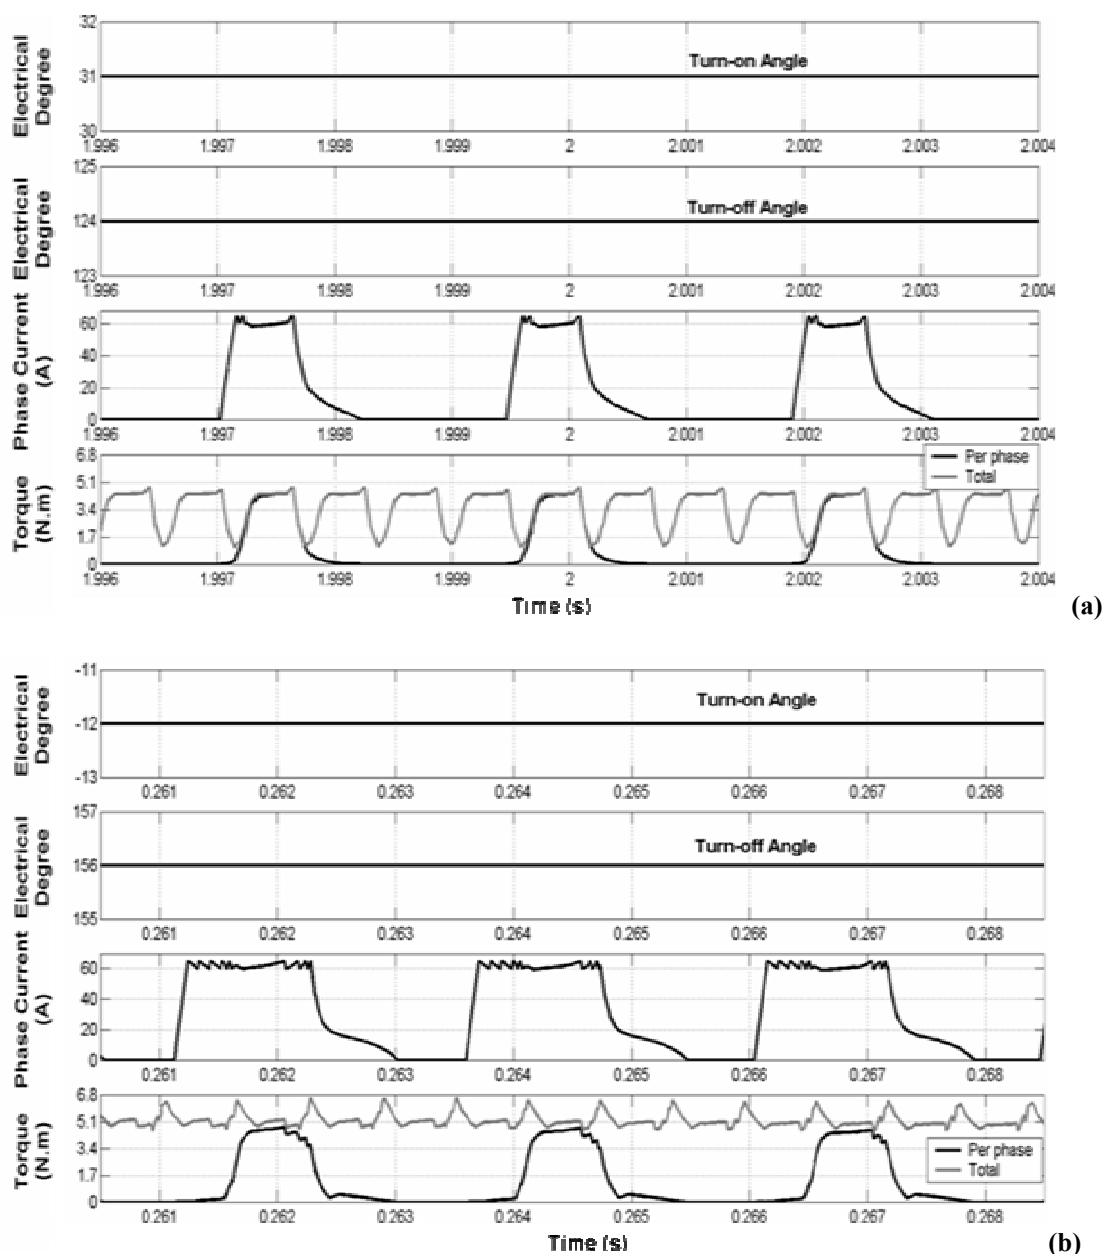 32
Electrical Degree
Turn-on Angle
31
30
1.996 1.997 1.998 1.999 2 2.001 2.002 2.003 2.004
125
Electrical Degree
Turn-off Angle
124
123
1.996 1.997 1.998 1.999 2 2.001 2.002 2.003 2.004
Phase Current (A)
60
40
20
0
1.996 1.997 1.998 1.999 2 2.001 2.002 2.003 2.004
Torque (N.m)
6.8
5.1
3.4
1.7
0
Per phase
Total
1.996 1.997 1.998 1.999 2 2.001 2.002 2.003 2.004
Time (s)
(a)
-11
Electrical Degree
Turn-on Angle
-12
-13
0.261 0.262 0.263 0.264 0.265 0.266 0.267 0.268
157
Electrical Degree
Turn-off Angle
156
155
0.261 0.262 0.263 0.264 0.265 0.266 0.267 0.268
Phase Current (A)
60
40
20
0
0.261 0.262 0.263 0.264 0.265 0.266 0.267 0.268
Torque (N.m)
6.8
5.1
3.4
1.7
0
Per phase
Total
0.261 0.262 0.263 0.264 0.265 0.266 0.267 0.268
Time (s)
(b)